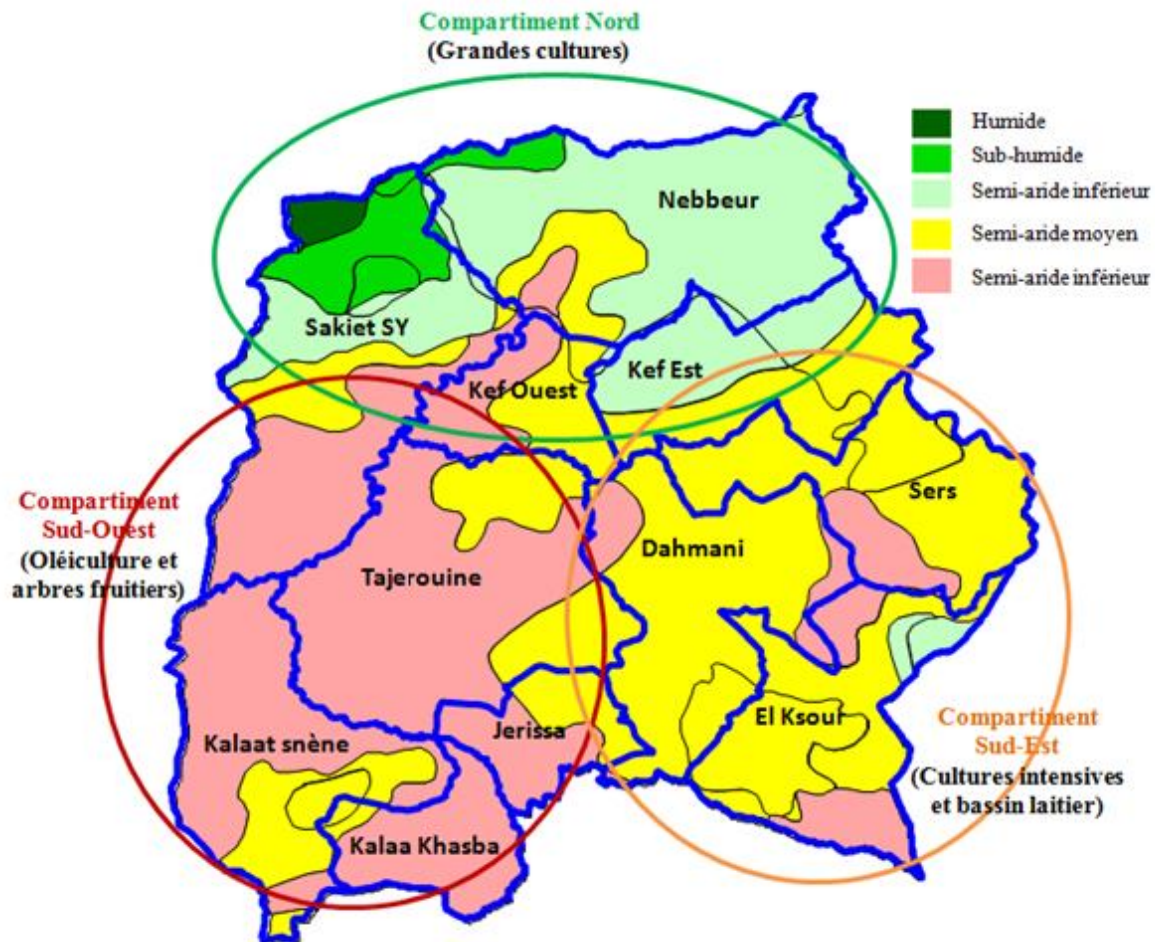 Compartiment Nord
(Grandes cultures)
Humide
Sub-humide
Semi-aride inférieur
Semi-aride moyen
Semi-aride inférieur
Nebbeur
Sakiet SY
Kef Ouest
Kef Est
Compartiment
Sud-Ouest
(Oléiculture et
arbres fruitiers)
Tajerouine
Dahmani
Sers
Kalaat snène
Jerissa
El Ksour
Kalaa Khasba
Compartiment
Sud-Est
(Cultures intensives
et bassin laitier)